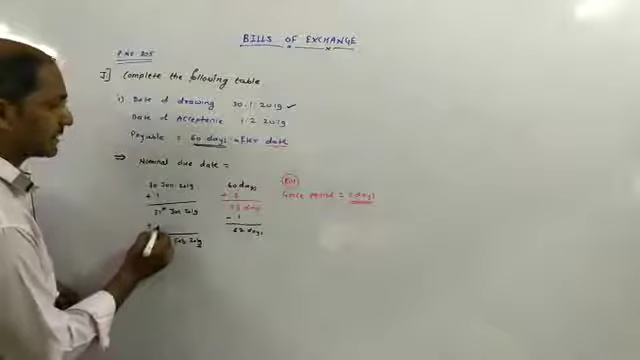 BILLS OF EXCHANGE
P. NO. 205
I] Complete the following table
1) Date of drawing 30.1.2019 ✓
Date of Acceptance 1.2.2019
Payable = 60 days after date
⇒ Nominal due date =
30 Jan 2019 60 days
+ 1 + 3
31st Jan 2019 63 days
- 1
Feb 2019 62 days
Grace period = 3 days